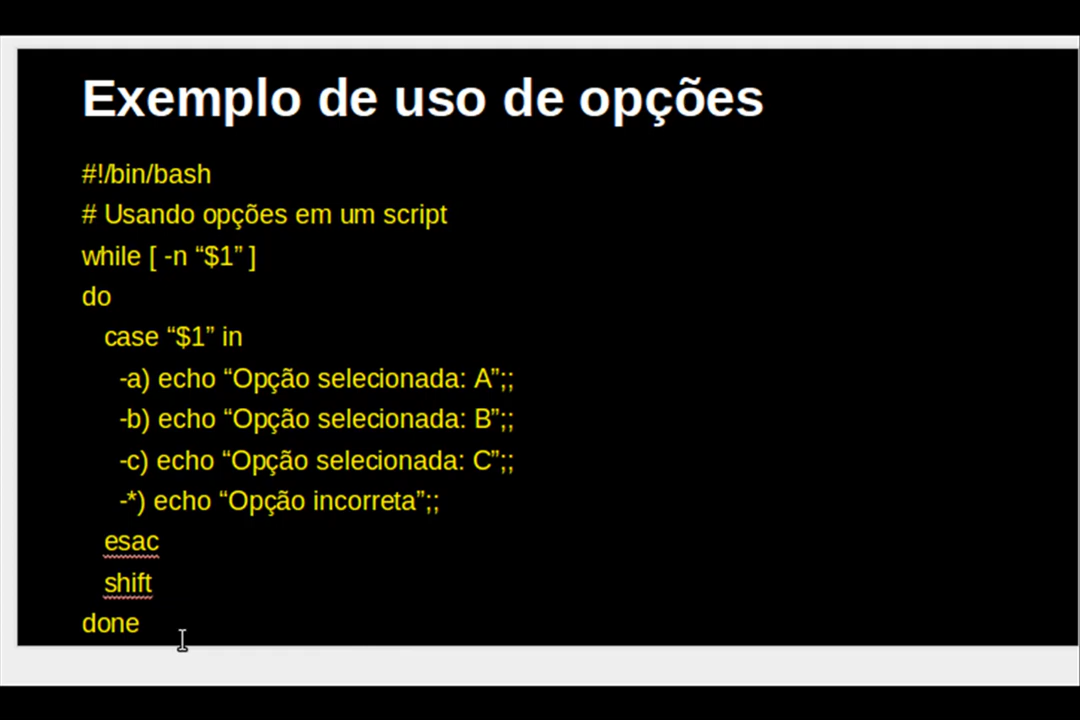 Exemplo de uso de opções
#!/bin/bash
# Usando opções em um script
while [ -n “$1” ]
do
case “$1” in
-a) echo “Opção selecionada: A”;;
-b) echo “Opção selecionada: B”;;
-c) echo “Opção selecionada: C”;;
-*) echo “Opção incorreta”;;
esac
shift
done